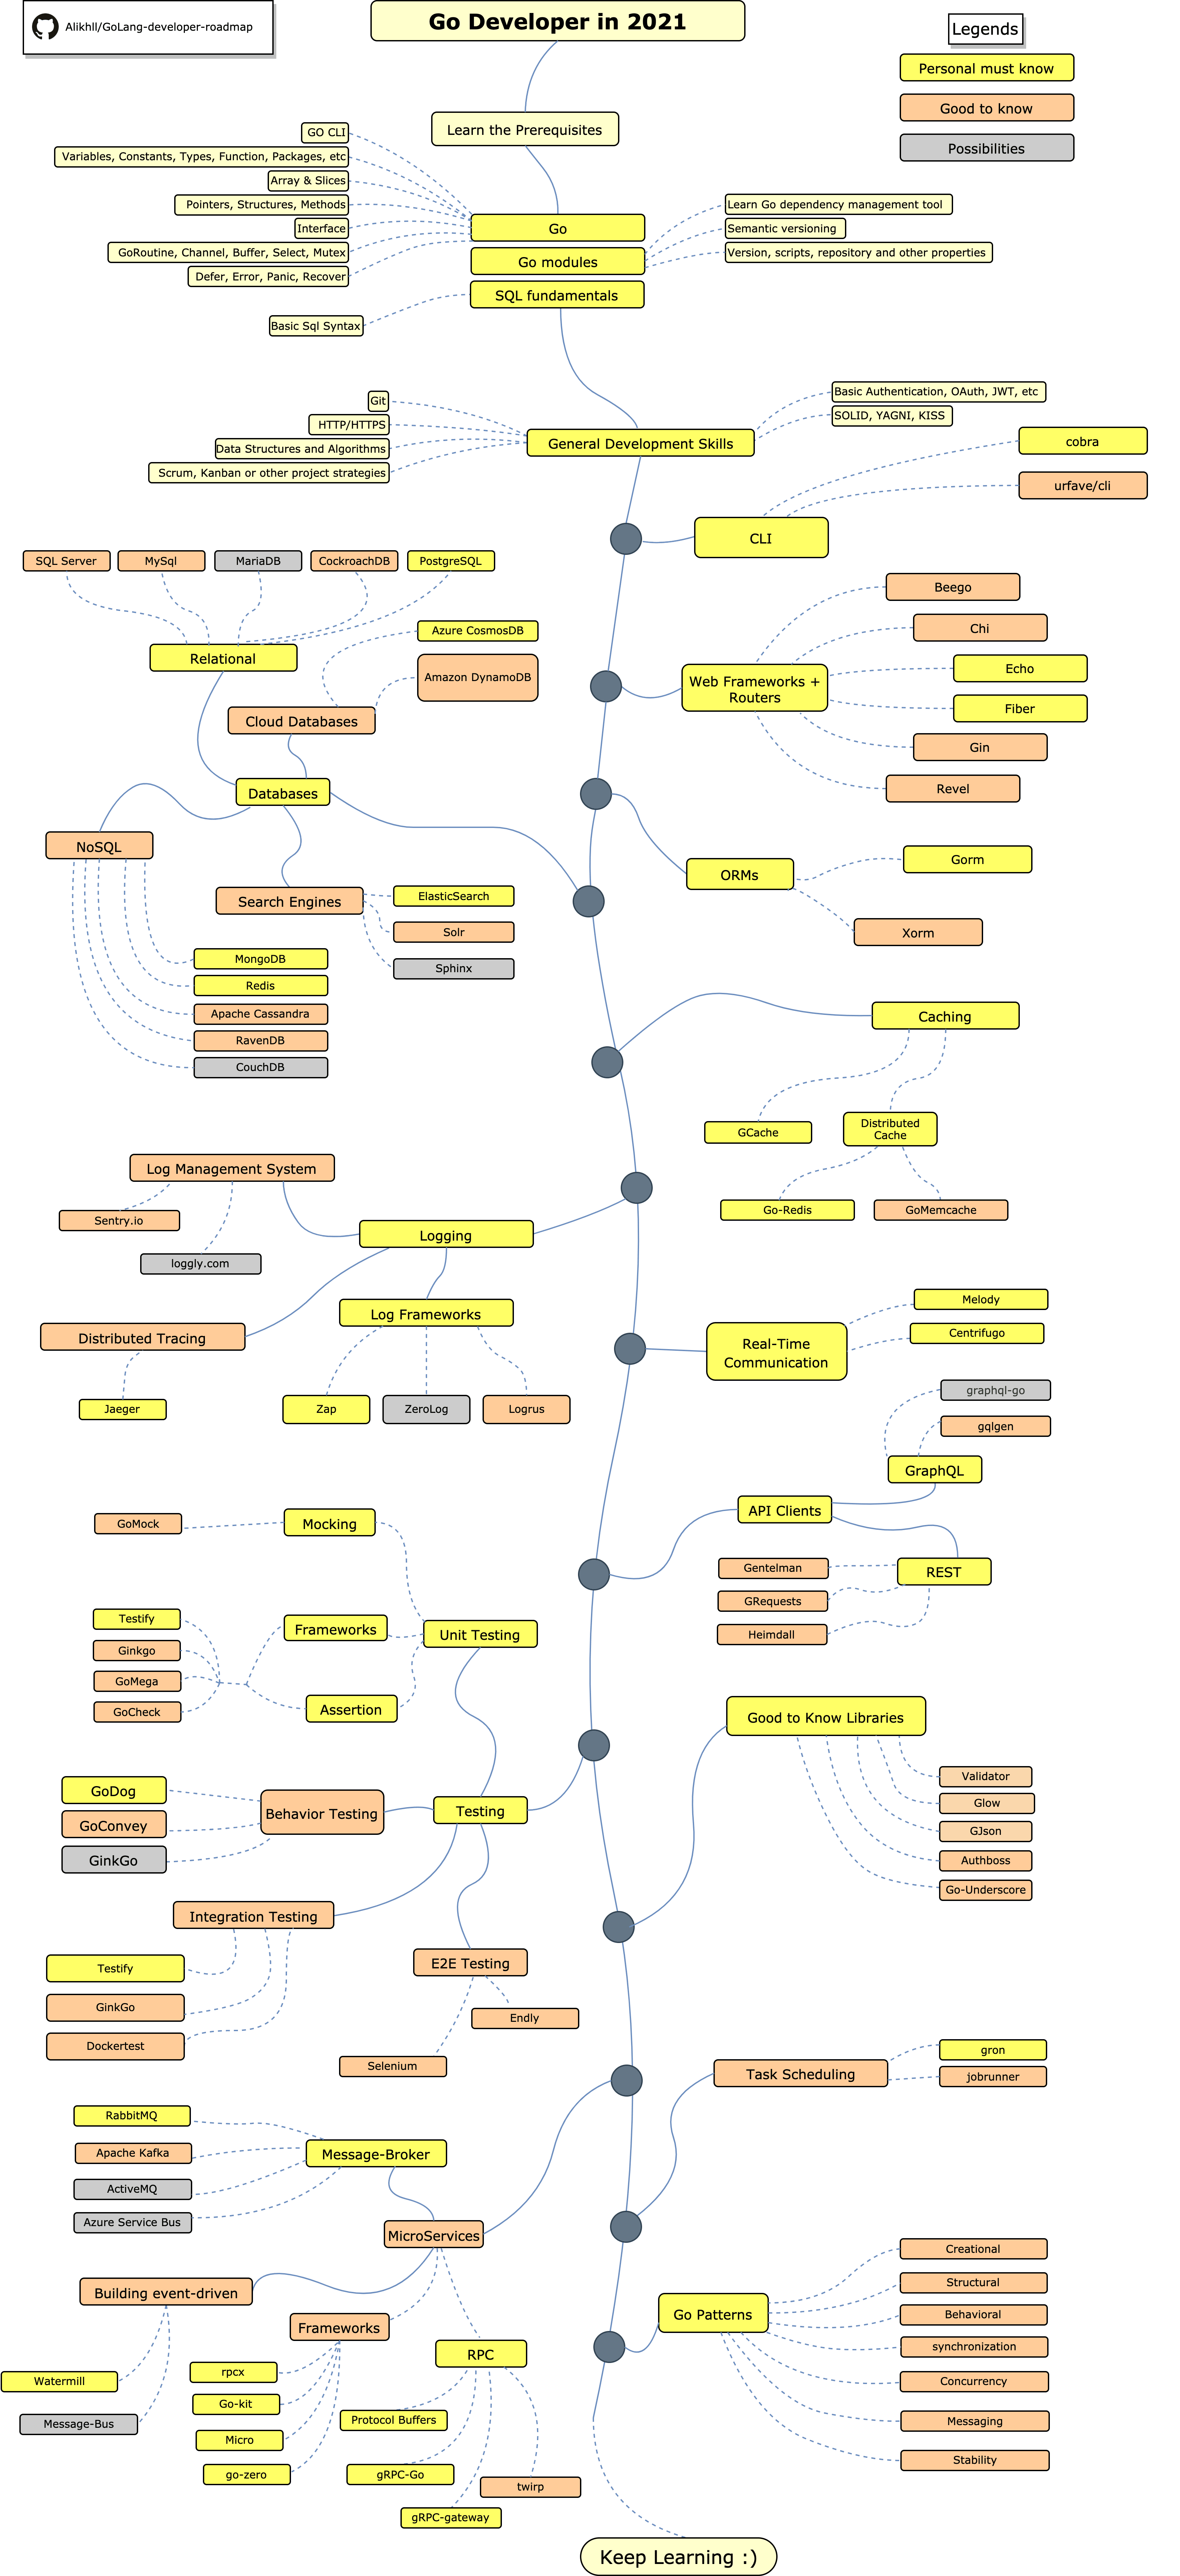 Alikhll/GoLang-developer-roadmap
Go Developer in 2021
Legends
Personal must know
Good to know
Possibilities
Learn the Prerequisites
GO CLI
Variables, Constants, Types, Function, Packages, etc
Array & Slices
Pointers, Structures, Methods
Interface
GoRoutine, Channel, Buffer, Select, Mutex
Defer, Error, Panic, Recover
Go
Go modules
SQL fundamentals
Learn Go dependency management tool
Semantic versioning
Version, scripts, repository and other properties
Basic Sql Syntax
Git
HTTP/HTTPS
Data Structures and Algorithms
Scrum, Kanban or other project strategies
General Development Skills
Basic Authentication, OAuth, JWT, etc
SOLID, YAGNI, KISS
cobra
urfave/cli
CLI
SQL Server
MySql
MariaDB
CockroachDB
PostgreSQL
Relational
Azure CosmosDB
Amazon DynamoDB
Cloud Databases
Databases
Beego
Chi
Echo
Fiber
Gin
Revel
Web Frameworks +
Routers
NoSQL
Search Engines
ElasticSearch
Solr
Sphinx
MongoDB
Redis
Apache Cassandra
RavenDB
CouchDB
ORMs
Gorm
Xorm
Caching
GCache
Distributed
Cache
Go-Redis
GoMemcache
Log Management System
Sentry.io
loggly.com
Logging
Log Frameworks
Distributed Tracing
Jaeger
Zap
ZeroLog
Logrus
Real-Time
Communication
Melody
Centrifugo
graphql-go
gqlgen
GraphQL
API Clients
REST
Gentelman
GRequests
Heimdall
GoMock
Mocking
Testify
Ginkgo
GoMega
GoCheck
Frameworks
Assertion
Unit Testing
Good to Know Libraries
Validator
Glow
GJson
Authboss
Go-Underscore
GoDog
GoConvey
GinkGo
Behavior Testing
Testing
Integration Testing
Testify
GinkGo
Dockertest
E2E Testing
Endly
Selenium
Task Scheduling
gron
jobrunner
RabbitMQ
Apache Kafka
ActiveMQ
Azure Service Bus
Message-Broker
MicroServices
Building event-driven
Watermill
Message-Bus
Frameworks
rpcx
Go-kit
Micro
go-zero
RPC
Protocol Buffers
gRPC-Go
twirp
gRPC-gateway
Go Patterns
Creational
Structural
Behavioral
synchronization
Concurrency
Messaging
Stability
Keep Learning :)